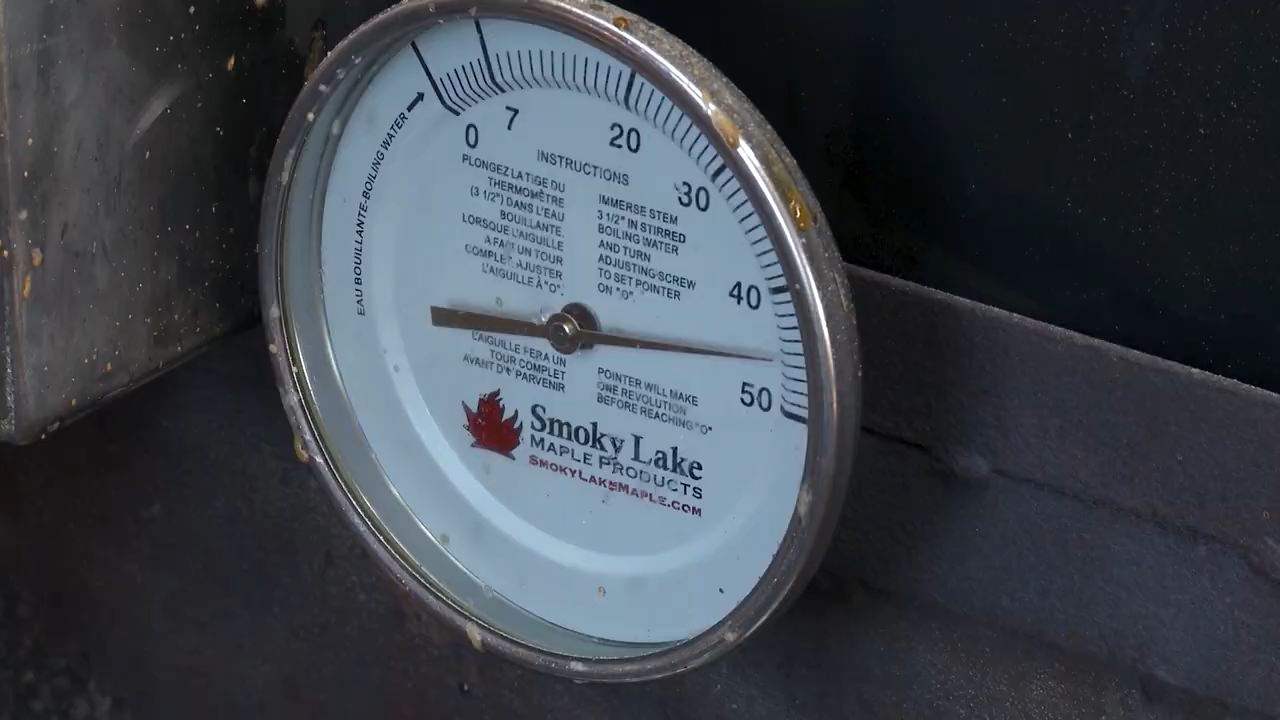 EAU BOUILLANTE-BOILING WATER
0
7
20
30
40
50
INSTRUCTIONS
PLONGEZ LA TIGE DU
THERMOMÈTRE
(3 1/2") DANS L'EAU
BOUILLANTE.
LORSQUE L'AIGUILLE
A FAIT UN TOUR
COMPLET AJUSTER
L'AIGUILLE À "O".
IMMERSE STEM
3 1/2" IN STIRRED
BOILING WATER
AND TURN
ADJUSTING SCREW
TO SET POINTER
ON "O".
L'AIGUILLE FERA UN
TOUR COMPLET
AVANT D'Y PARVENIR
POINTER WILL MAKE
ONE REVOLUTION
BEFORE REACHING "O"
Smoky Lake
MAPLE PRODUCTS
SMOKYLAKEMAPLE.COM